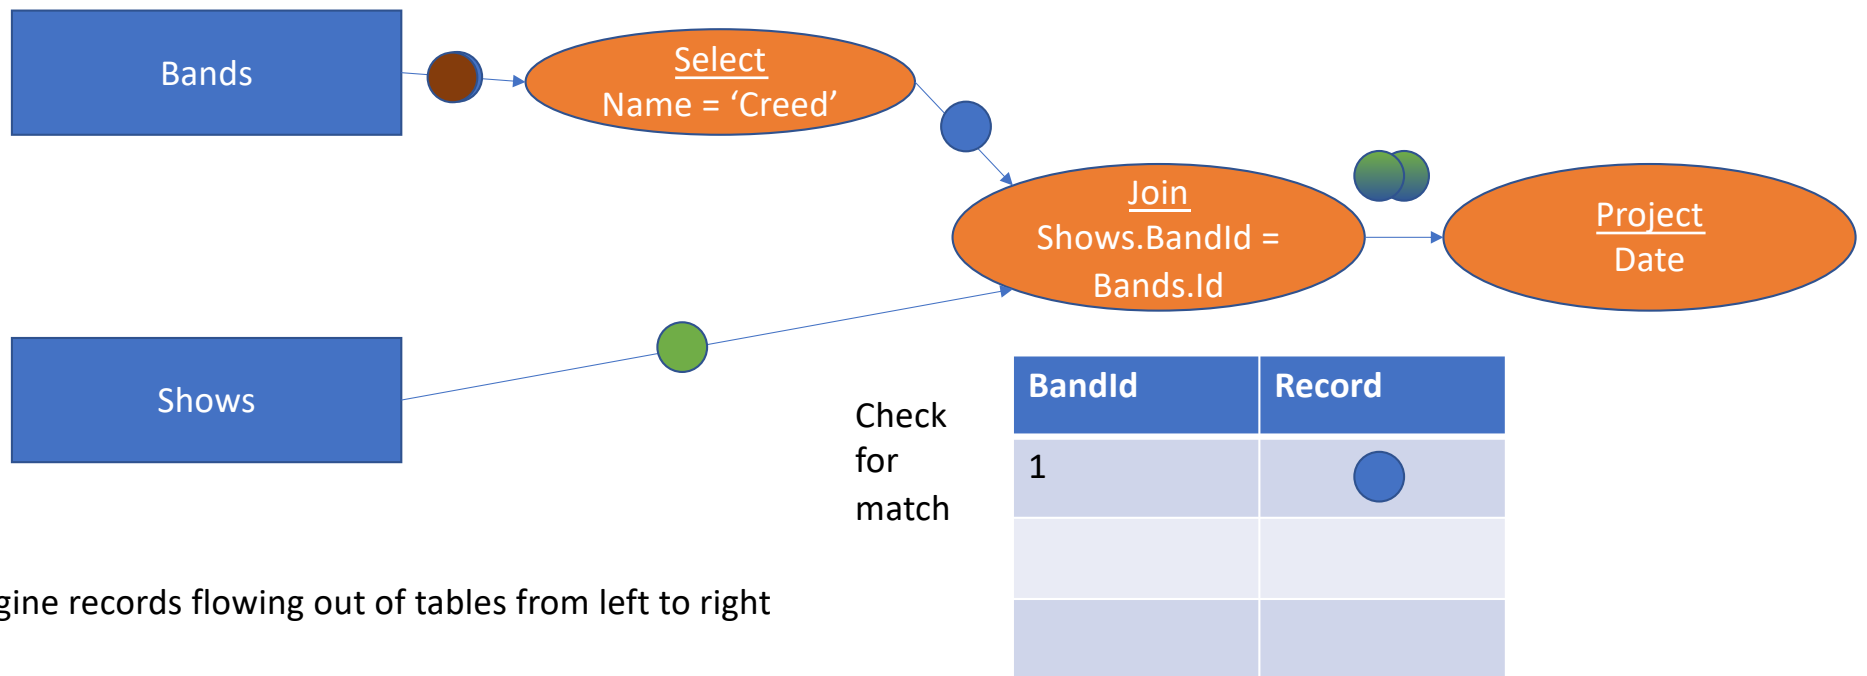 Bands
Select
Name = ‘Creed’
Join
Shows.BandId =
Bands.Id
Project
Date
Shows
Check
for
match
BandId Record
1
gine records flowing out of tables from left to right